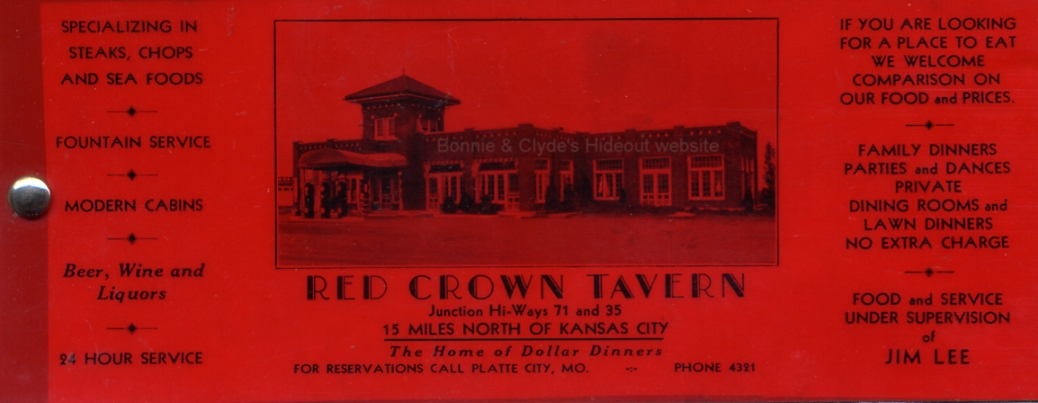 SPECIALIZING IN
STEAKS, CHOPS
AND SEA FOODS
FOUNTAIN SERVICE
MODERN CABINS
Beer, Wine and
Liquors
24 HOUR SERVICE
Bonnie & Clyde's Hideout website
RED CROWN TAVERN
Junction Hi-Ways 71 and 35
15 MILES NORTH OF KANSAS CITY
The Home of Dollar Dinners
FOR RESERVATIONS CALL PLATTE CITY, MO. -:- PHONE 4321
IF YOU ARE LOOKING
FOR A PLACE TO EAT
WE WELCOME
COMPARISON ON
OUR FOOD and PRICES.
FAMILY DINNERS
PARTIES and DANCES
PRIVATE
DINING ROOMS and
LAWN DINNERS
NO EXTRA CHARGE
FOOD and SERVICE
UNDER SUPERVISION
of
JIM LEE